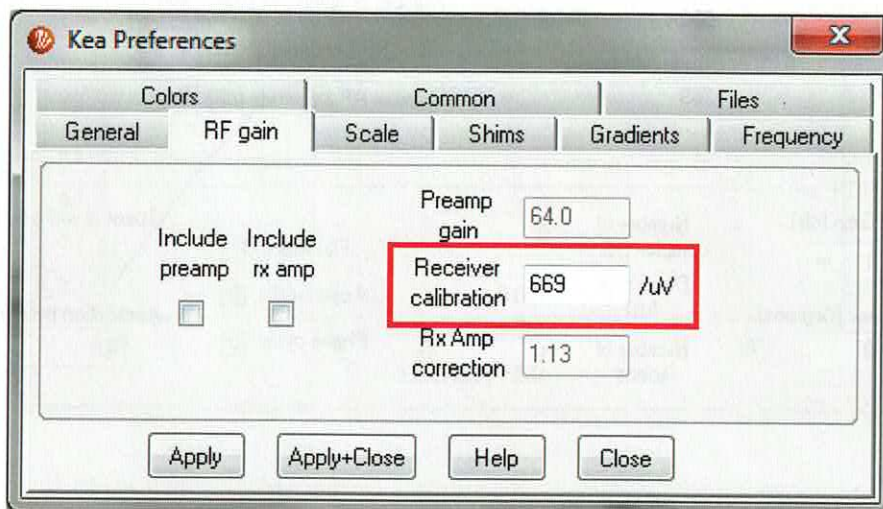 Kea Preferences
Colors Common Files
General RF gain Scale Shims Gradients Frequency
Include
preamp
Include
rx amp
Preamp
gain 64.0
Receiver
calibration 669 /uV
Rx Amp
correction 1.13
Apply Apply+Close Help Close